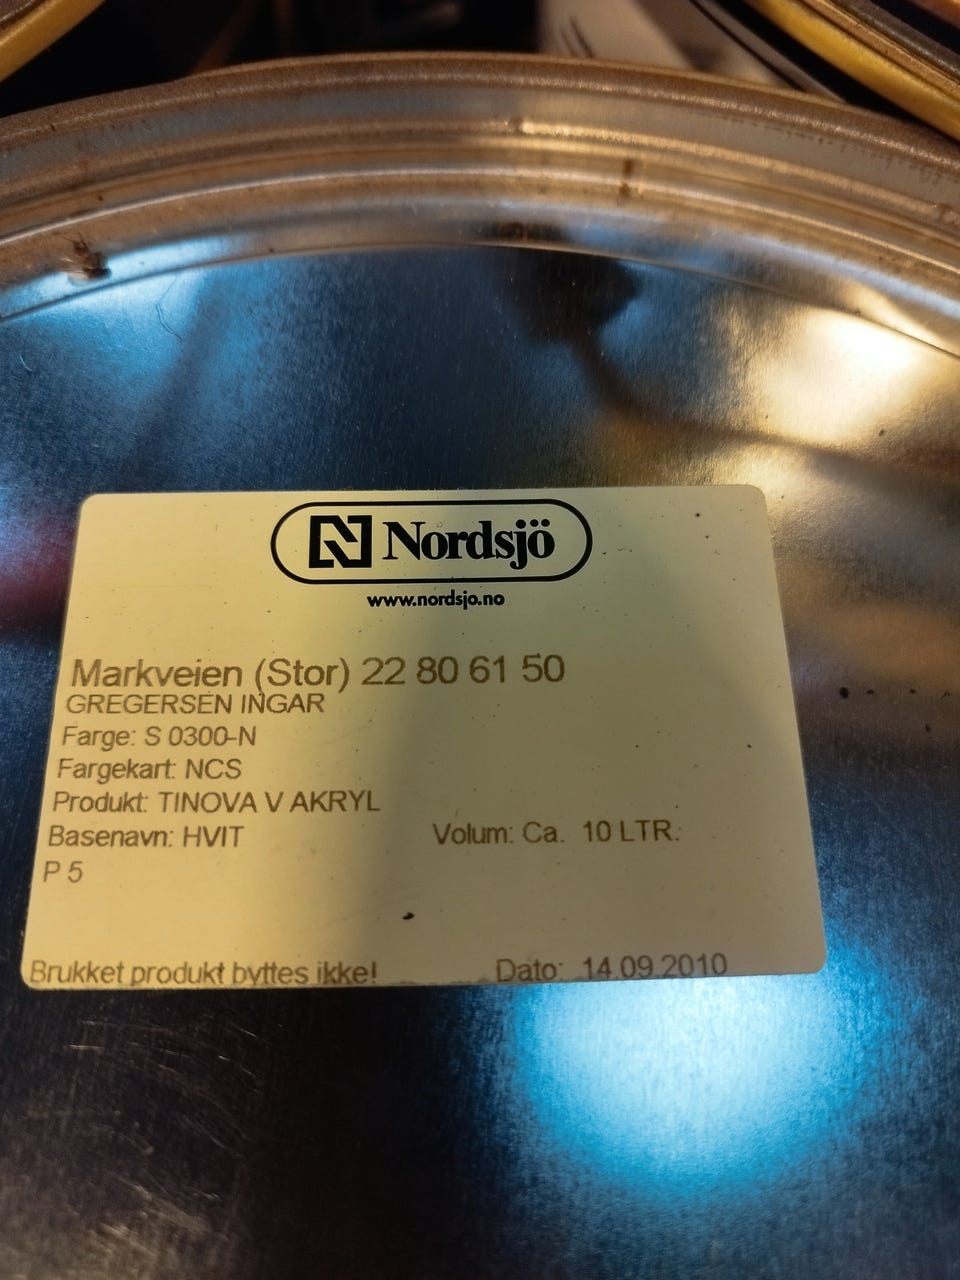 Nordsjö
www.nordsjo.no
Markveien (Stor) 22 80 61 50
GREGERSEN INGAR
Farge: S 0300-N
Fargekart: NCS
Produkt: TINOVA V AKRYL
Basenavn: HVIT Volum: Ca. 10 LTR.
P 5
Brukket produkt byttes ikke! Dato: 14.09.2010